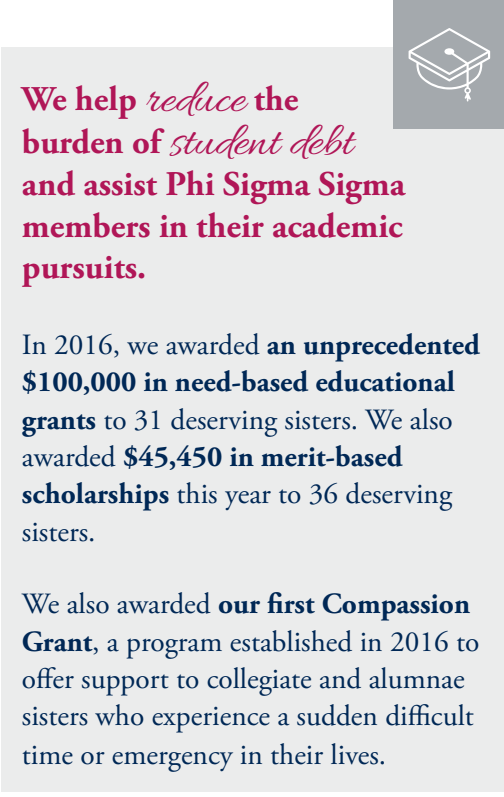 We help reduce the
burden of student debt
and assist Phi Sigma Sigma
members in their academic
pursuits.
In 2016, we awarded an unprecedented
$100,000 in need-based educational
grants to 31 deserving sisters. We also
awarded $45,450 in merit-based
scholarships this year to 36 deserving
sisters.
We also awarded our first Compassion
Grant, a program established in 2016 to
offer support to collegiate and alumnae
sisters who experience a sudden difficult
time or emergency in their lives.